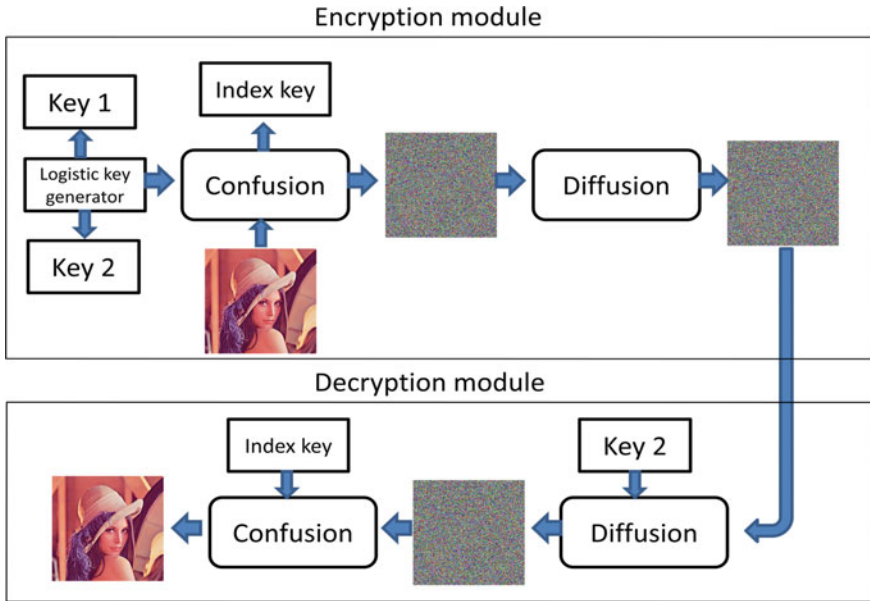 Encryption module
Key 1
Index key
Logistic key
generator
Confusion
Diffusion
Key 2
Decryption module
Index key
Key 2
Confusion
Diffusion